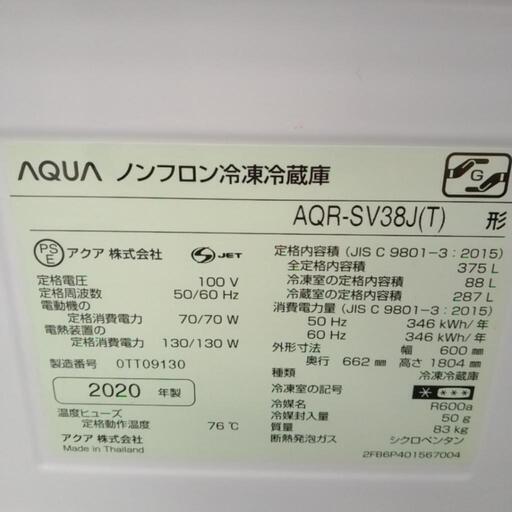 AQUA ノンフロン冷凍冷蔵庫
G
AQR-SV38J(T) 形
PS E アクア 株式会社 S JET
定格電圧 100 V
定格周波数 50/60 Hz
電動機の
定格消費電力 70/70 W
電熱装置の
定格消費電力 130/130 W
製造番号 0TT09130
2020 年製
温度ヒューズ
定格動作温度 76 ℃
アクア 株式会社
Made in Thailand
定格内容積 (JIS C 9801-3 : 2015)
全定格内容積 375 L
冷凍室の定格内容積 88 L
冷蔵室の定格内容積 287 L
消費電力量 (JIS C 9801-3 : 2015)
50 Hz 346 kWh/年
60 Hz 346 kWh/年
外形寸法 幅 600 mm
奥行 662 mm 高さ 1804 mm
種類 冷凍冷蔵庫
冷凍室の記号 * ***
冷媒名 R600a
冷媒封入量 50 g
質量 83 kg
断熱発泡ガス シクロペンタン
2FB6P401567004